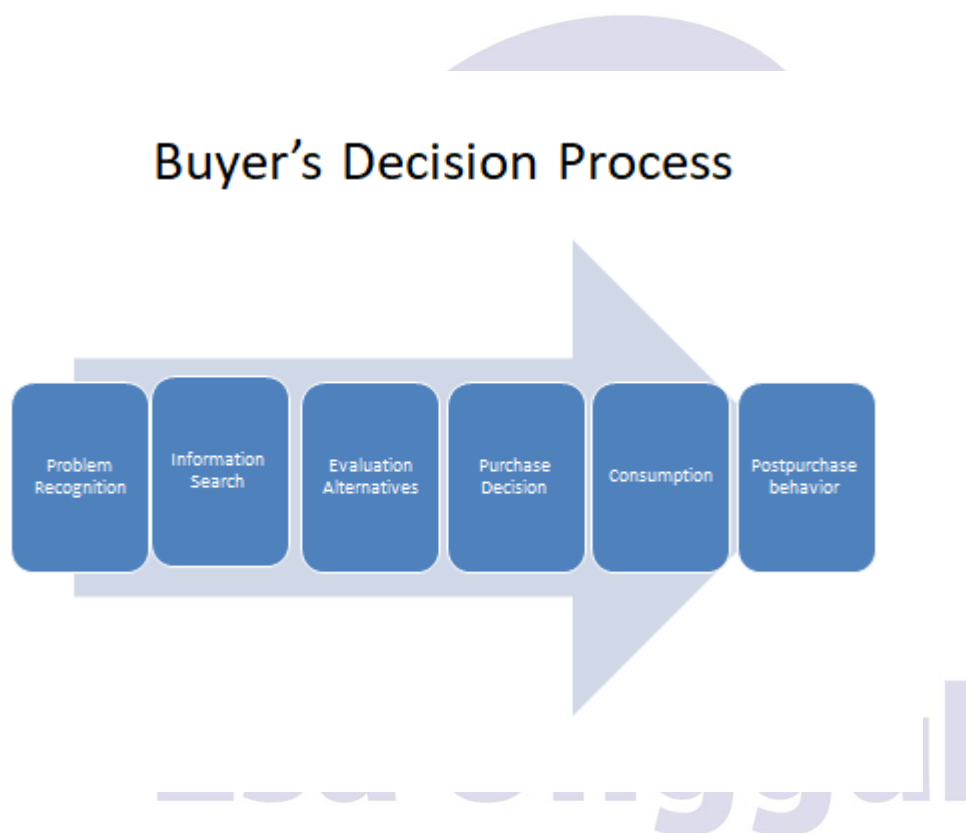 Buyer’s Decision Process
Problem
Recognition
Information
Search
Evaluation
Alternatives
Purchase
Decision
Consumption
Postpurchase
behavior